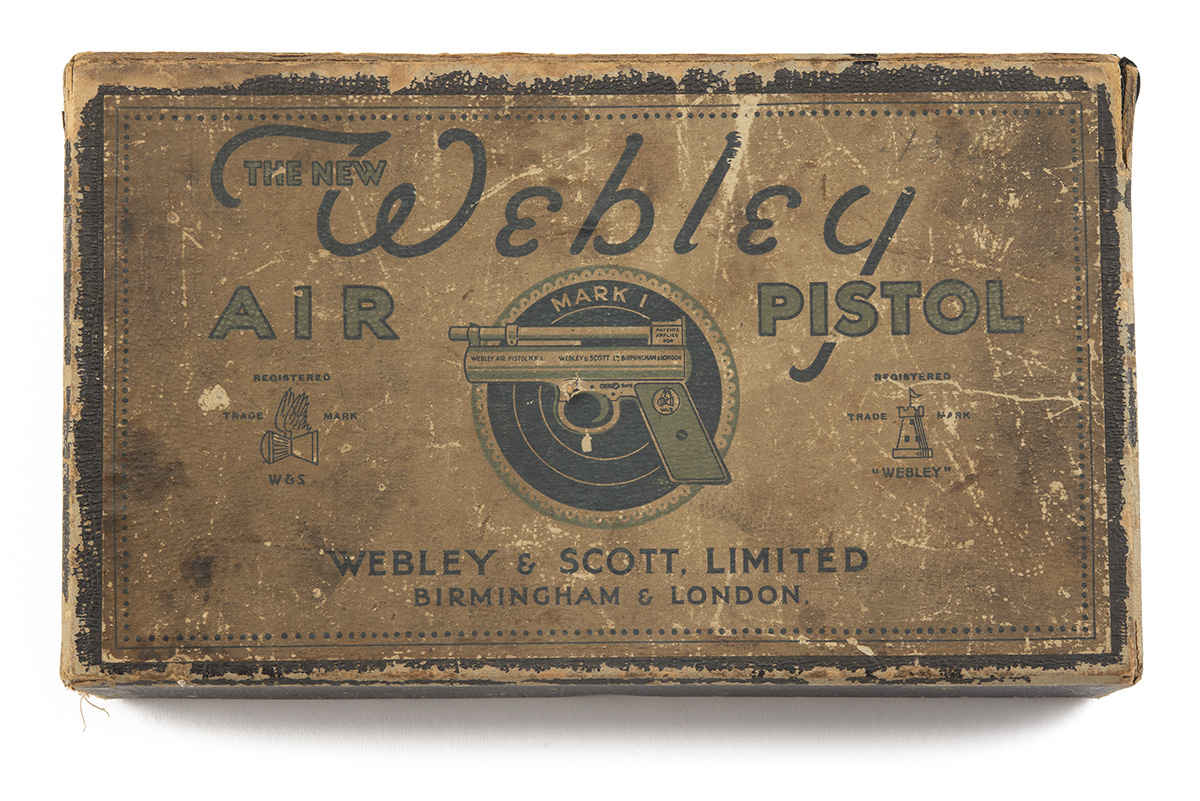 THE NEW
Webley
AIR PISTOL
MARK I
PATENTS
APPLIED
FOR
WEBLEY AIR PISTOL MK I. WEBLEY & SCOTT LTD BIRMINGHAM & LONDON
SAFE
W&S
REGISTERED
TRADE MARK
W&S
REGISTERED
TRADE MARK
"WEBLEY"
WEBLEY & SCOTT, LIMITED
BIRMINGHAM & LONDON.